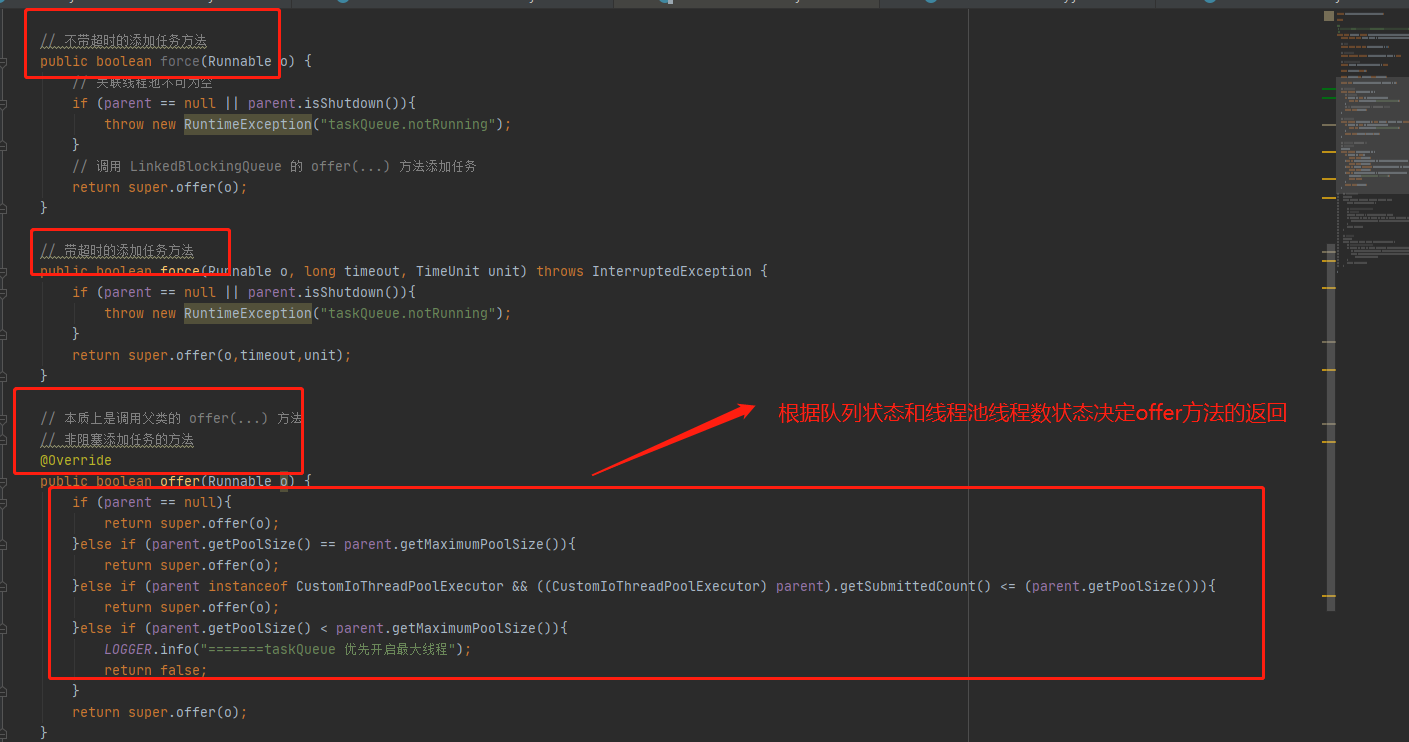 // 不带超时的添加任务方法
public boolean force(Runnable o) {
// 关联线程池不可为空
if (parent == null || parent.isShutdown()){
throw new RuntimeException("taskQueue.notRunning");
}
// 调用 LinkedBlockingQueue 的 offer(...) 方法添加任务
return super.offer(o);
}
// 带超时的添加任务方法
public boolean force(Runnable o, long timeout, TimeUnit unit) throws InterruptedException {
if (parent == null || parent.isShutdown()){
throw new RuntimeException("taskQueue.notRunning");
}
return super.offer(o,timeout,unit);
}
// 本质上是调用父类的 offer(...) 方法
// 非阻塞添加任务的方法
@Override
根据队列状态和线程池线程数状态决定offer方法的返回
public boolean offer(Runnable o) {
if (parent == null){
return super.offer(o);
}else if (parent.getPoolSize() == parent.getMaximumPoolSize()){
return super.offer(o);
}else if (parent instanceof CustomIoThreadPoolExecutor && ((CustomIoThreadPoolExecutor) parent).getSubmittedCount() <= (parent.getPoolSize())){
return super.offer(o);
}else if (parent.getPoolSize() < parent.getMaximumPoolSize()){
LOGGER.info("=======taskQueue 优先开启最大线程");
return false;
}
return super.offer(o);
}